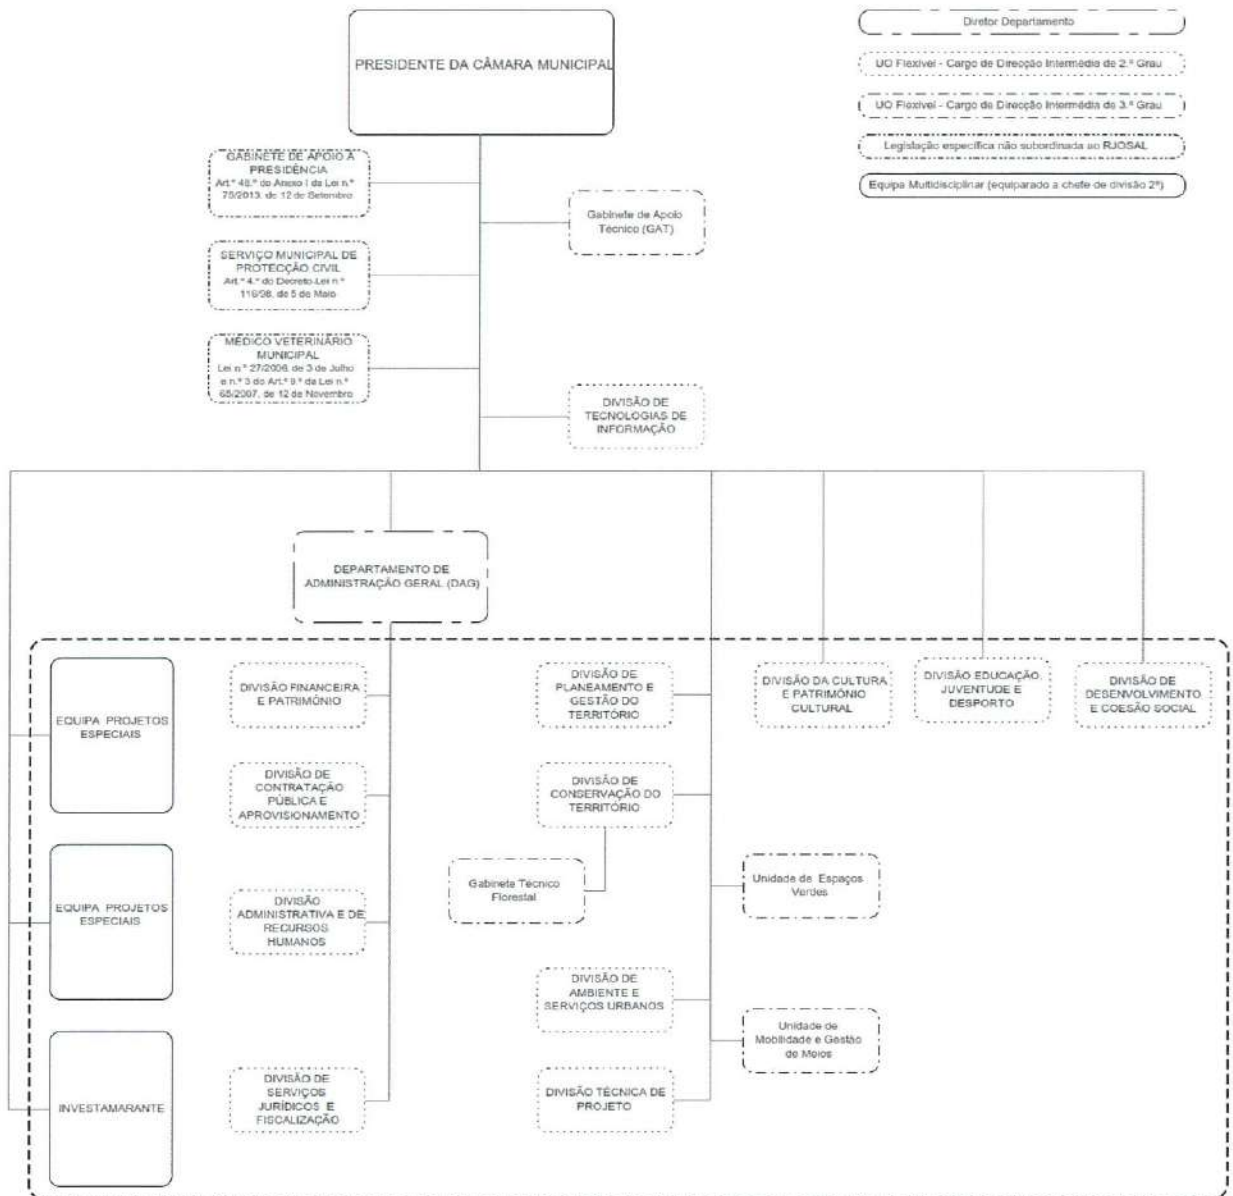 PRESIDENTE DA CÂMARA MUNICIPAL
Diretor Departamento
UO Flexível - Cargo de Direcção Intermédia de 2.º Grau
UO Flexível - Cargo de Direcção Intermédia de 3.º Grau
Legislação específica não subordinada ao RJOSAL
Equipa Multidisciplinar (equiparado a chefe de divisão 2º)
GABINETE DE APOIO À
PRESIDÊNCIA
Art.º 48.º do Anexo I da Lei n.º
75/2013, de 12 de Setembro
Gabinete de Apoio
Técnico (GAT)
SERVIÇO MUNICIPAL DE
PROTECÇÃO CIVIL
Art.º 4.º do Decreto-Lei n.º
116/98, de 5 de Maio
MÉDICO VETERINÁRIO
MUNICIPAL
Lei n.º 27/2006, de 3 de Julho
e n.º 3 do Art.º 9.º da Lei n.º
65/2007, de 12 de Novembro
DIVISÃO DE
TECNOLOGIAS DE
INFORMAÇÃO
DEPARTAMENTO DE
ADMINISTRAÇÃO GERAL (DAG)
EQUIPA PROJETOS
ESPECIAIS
DIVISÃO FINANCEIRA
E PATRIMÓNIO
DIVISÃO DE
PLANEAMENTO E
GESTÃO DO
TERRITÓRIO
DIVISÃO DA CULTURA
E PATRIMÓNIO
CULTURAL
DIVISÃO EDUCAÇÃO,
JUVENTUDE E
DESPORTO
DIVISÃO DE
DESENVOLVIMENTO
E COESÃO SOCIAL
DIVISÃO DE
CONTRATAÇÃO
PÚBLICA E
APROVISIONAMENTO
DIVISÃO DE
CONSERVAÇÃO DO
TERRITÓRIO
EQUIPA PROJETOS
ESPECIAIS
DIVISÃO
ADMINISTRATIVA E DE
RECURSOS
HUMANOS
Gabinete Técnico
Florestal
Unidade de Espaços
Verdes
DIVISÃO DE
AMBIENTE E
SERVIÇOS URBANOS
Unidade de
Mobilidade e Gestão
de Meios
INVESTAMARANTE
DIVISÃO DE
SERVIÇOS
JURÍDICOS E
FISCALIZAÇÃO
DIVISÃO TÉCNICA DE
PROJETO